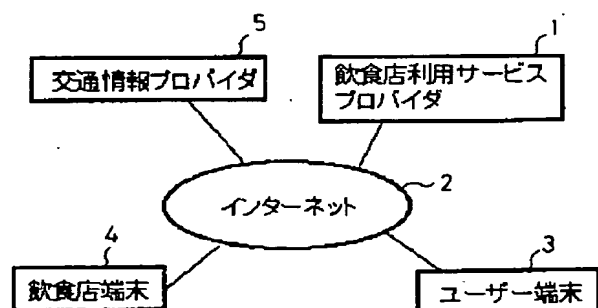 5
交通情報プロバイダ
1
飲食店利用サービス
プロバイダ
インターネット
2
4
飲食店端末
3
ユーザー端末